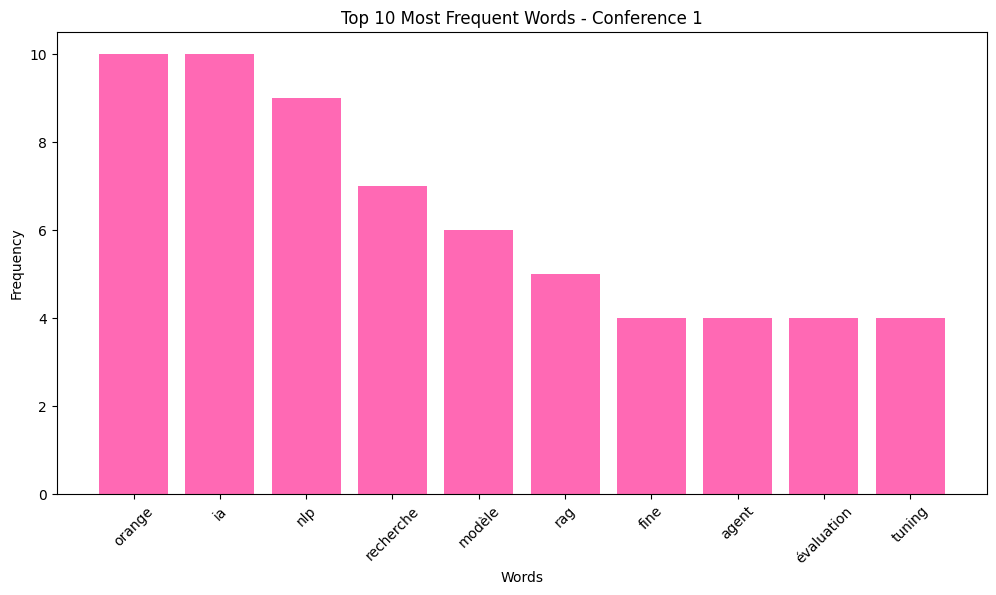 Top 10 Most Frequent Words - Conference 1
10
8
6
4
2
0
Frequency
orange
ia
nlp
recherche
modèle
rag
fine
agent
évaluation
tuning
Words